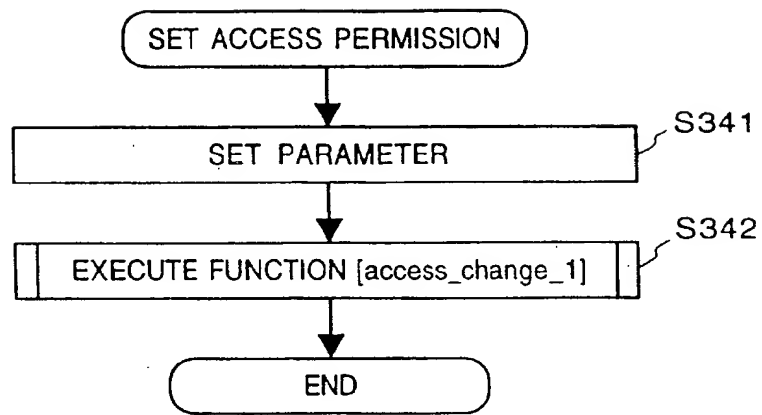 SET ACCESS PERMISSION
S341
SET PARAMETER
S342
EXECUTE FUNCTION [access_change_1]
END